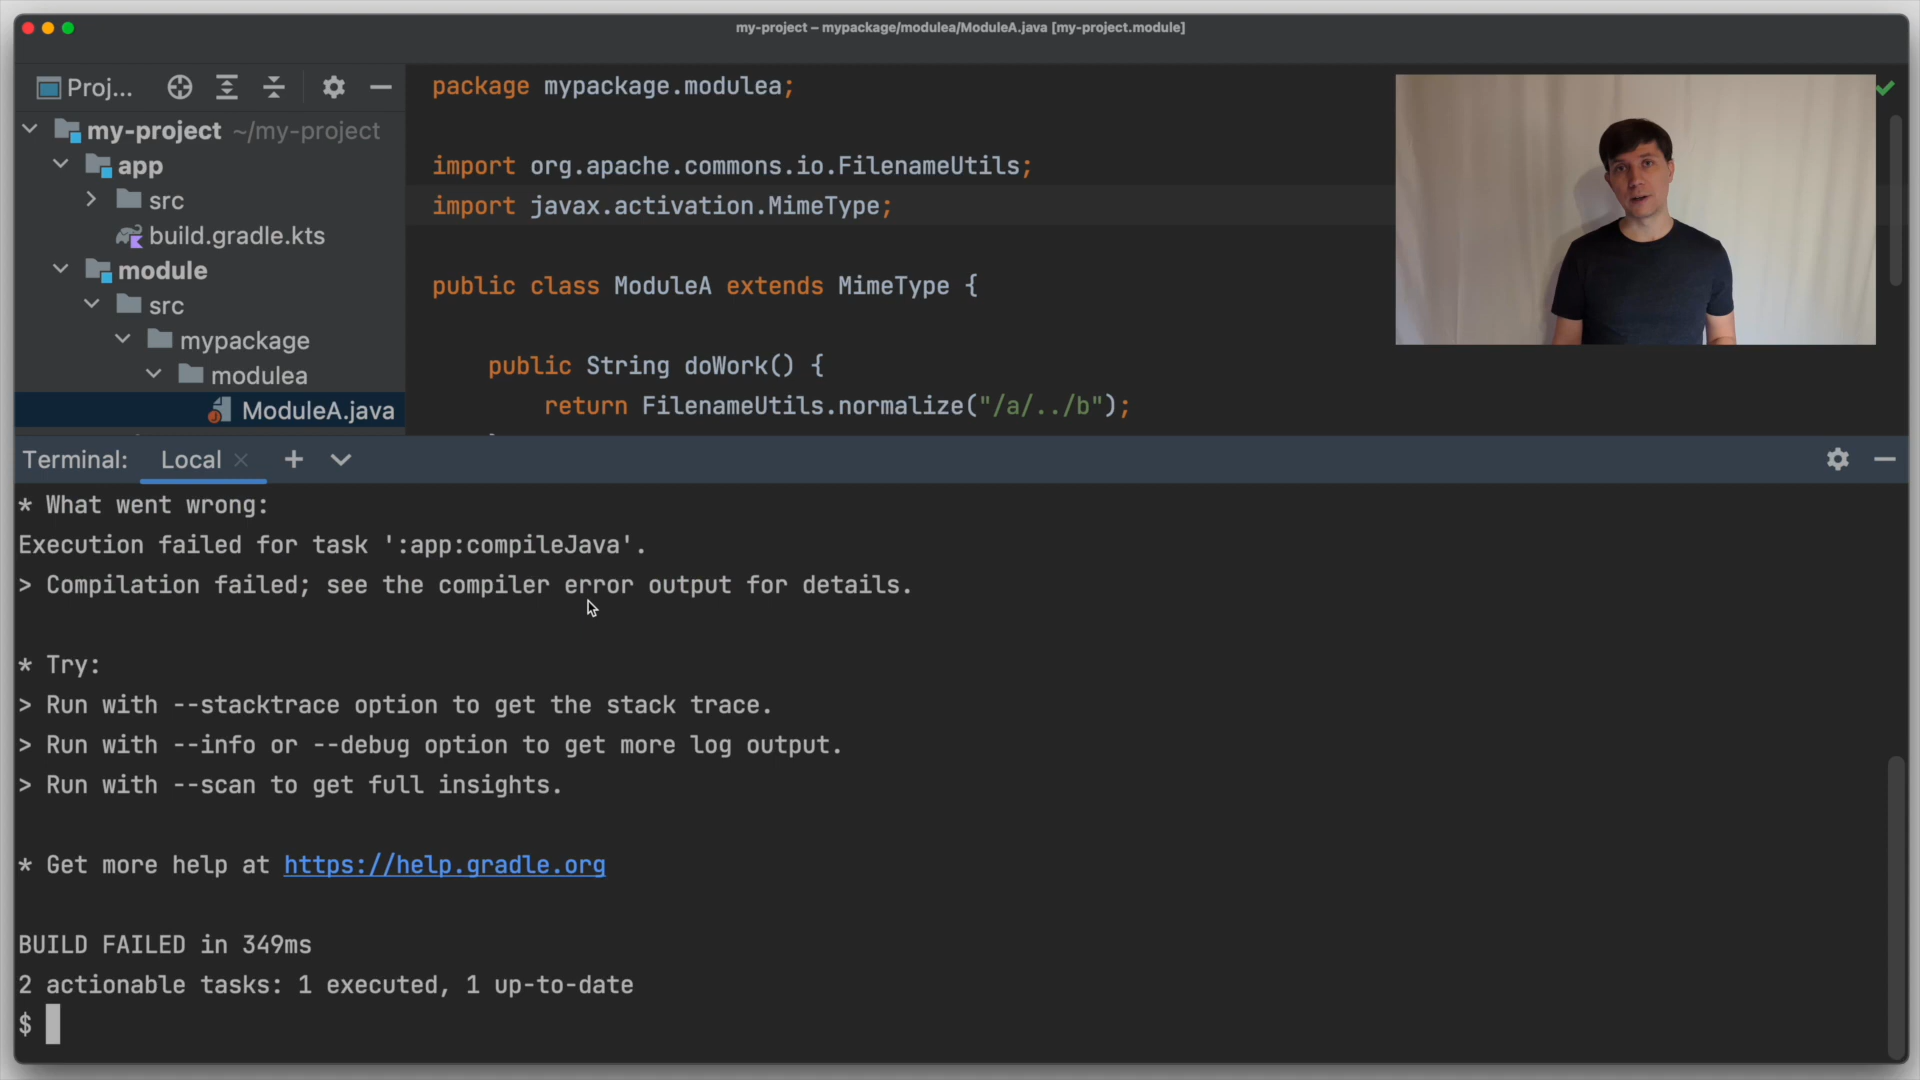 my-project – mypackage/modulea/ModuleA.java [my-project.module]
Proj...
my-project ~/my-project
app
src
build.gradle.kts
module
src
mypackage
modulea
ModuleA.java
package mypackage.modulea;
import org.apache.commons.io.FilenameUtils;
import javax.activation.MimeType;
public class ModuleA extends MimeType {
public String doWork() {
return FilenameUtils.normalize("/a/../b");
Terminal: Local
* What went wrong:
Execution failed for task ':app:compileJava'.
> Compilation failed; see the compiler error output for details.
* Try:
> Run with --stacktrace option to get the stack trace.
> Run with --info or --debug option to get more log output.
> Run with --scan to get full insights.
* Get more help at https://help.gradle.org
BUILD FAILED in 349ms
2 actionable tasks: 1 executed, 1 up-to-date
$